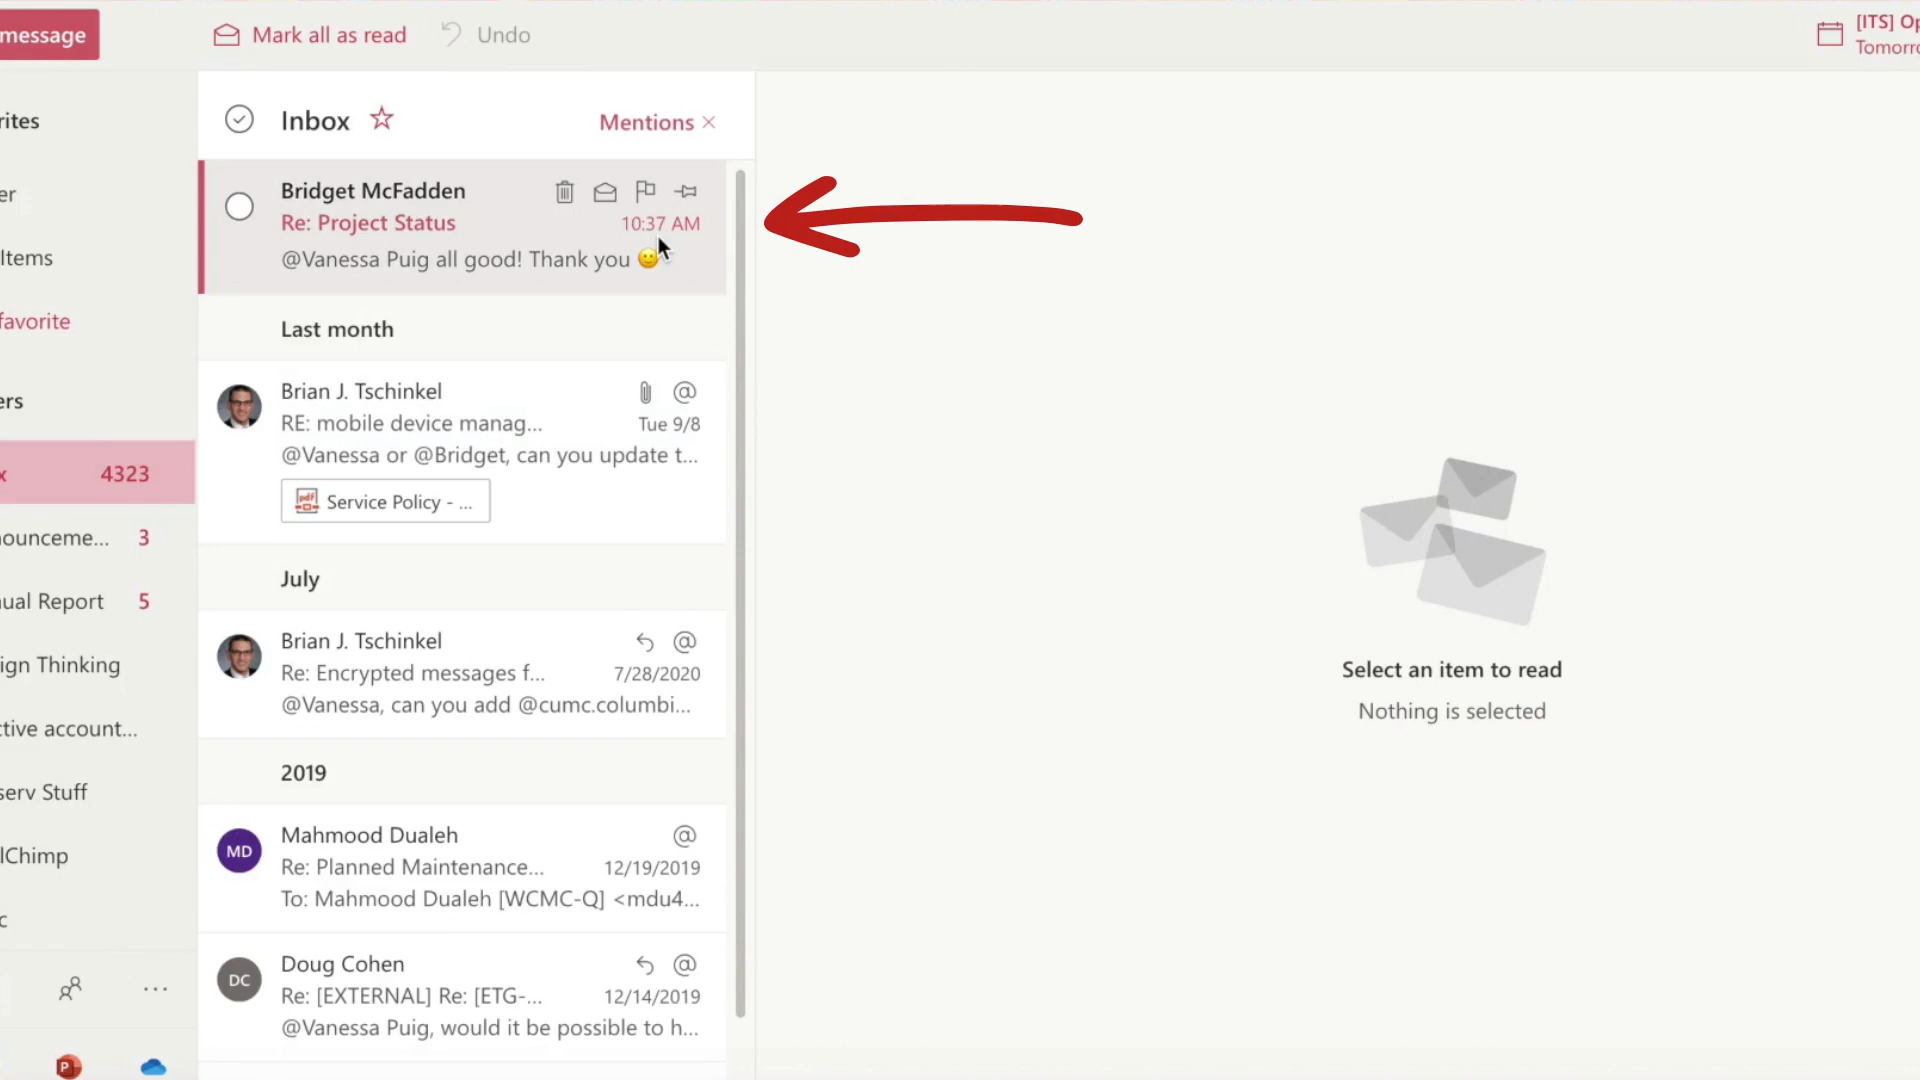 message
Mark all as read
Undo
[ITS] Op
Tomorro
rites
er
Items
favorite
ers
x 4323
nounceme... 3
ual Report 5
ign Thinking
ctive account...
serv Stuff
lChimp
c
...
Inbox
Mentions
Bridget McFadden
Re: Project Status 10:37 AM
@Vanessa Puig all good! Thank you 🙂
Last month
Brian J. Tschinkel @
RE: mobile device manag... Tue 9/8
@Vanessa or @Bridget, can you update t...
pdf Service Policy - ...
July
Brian J. Tschinkel @
Re: Encrypted messages f... 7/28/2020
@Vanessa, can you add @cumc.columbi...
2019
MD Mahmood Dualeh @
Re: Planned Maintenance... 12/19/2019
To: Mahmood Dualeh [WCMC-Q] <mdu4...
DC Doug Cohen @
Re: [EXTERNAL] Re: [ETG-... 12/14/2019
@Vanessa Puig, would it be possible to h...
P
Select an item to read
Nothing is selected